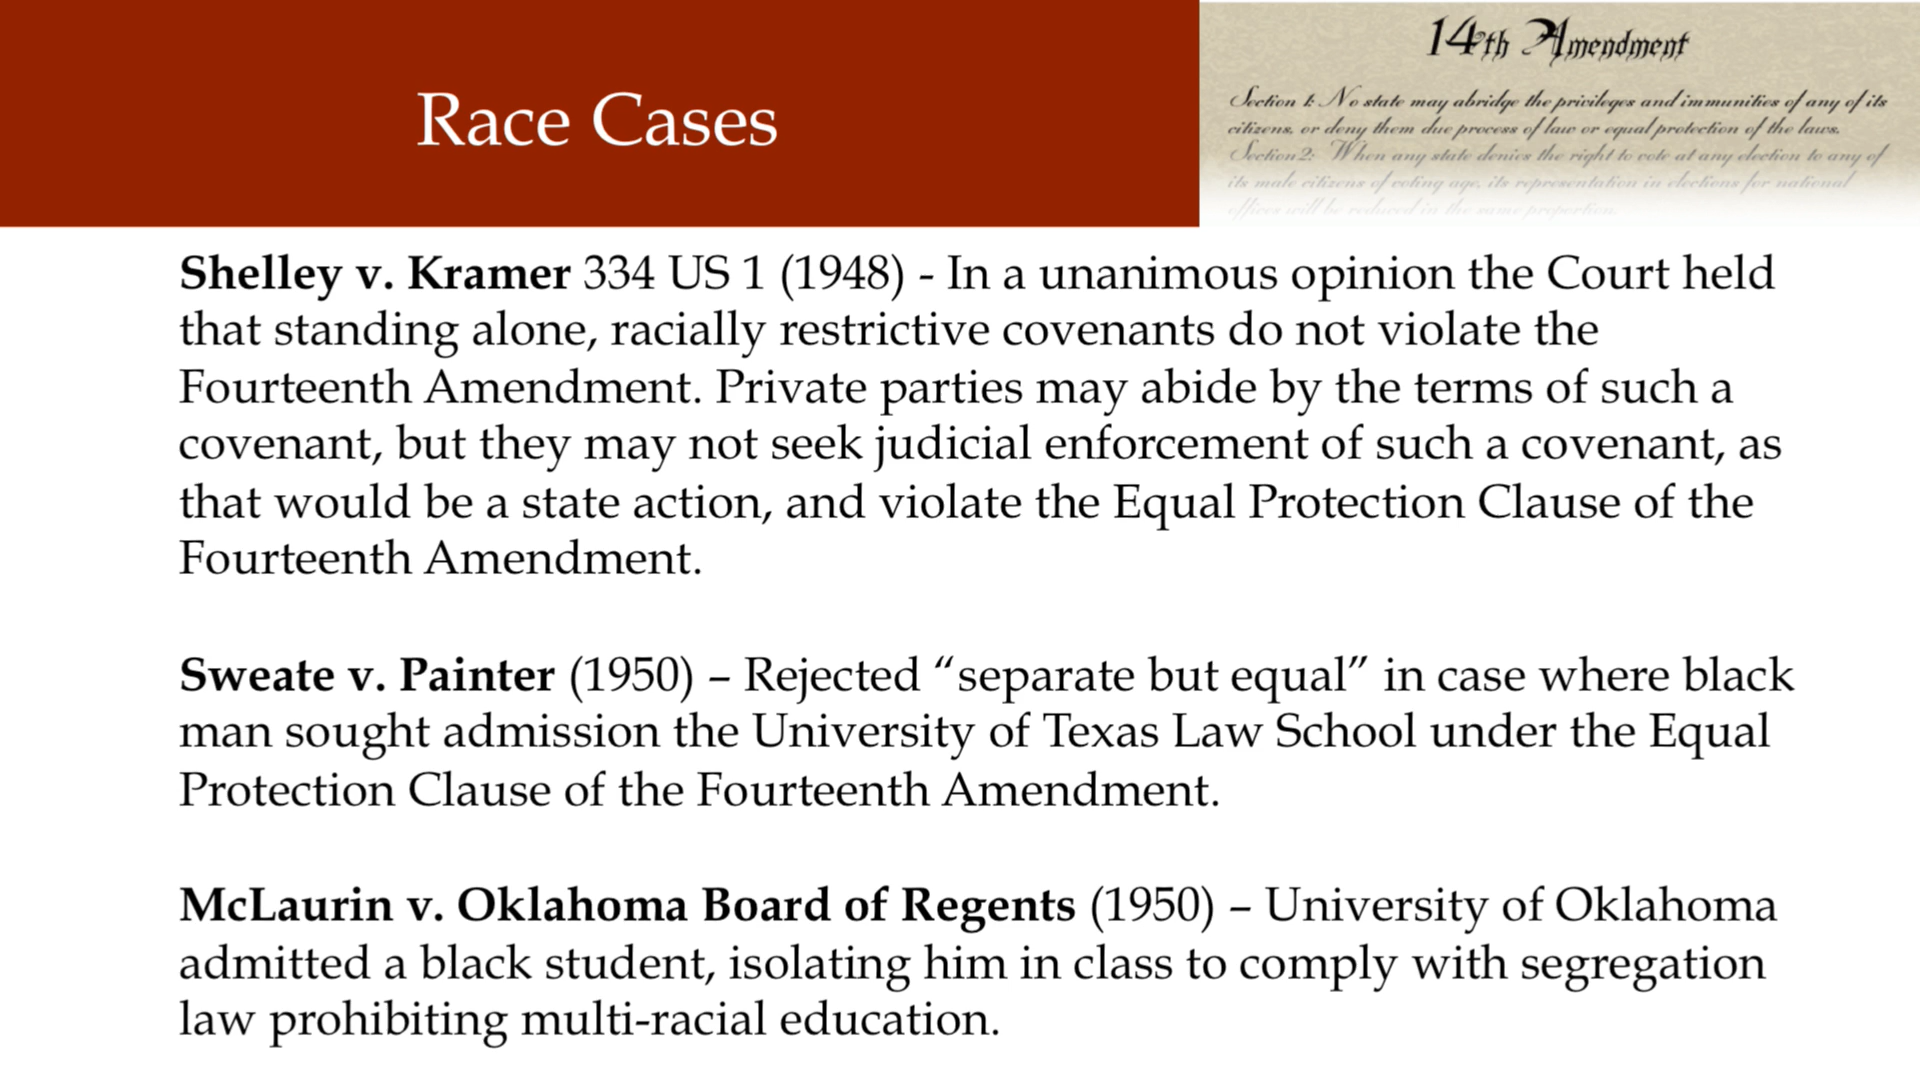 Race Cases
14th Amendment
Section 1: No state may abridge the privileges and immunities of any of its
citizens, or deny them due process of law or equal protection of the laws.
Section 2: When any state denies the right to vote at any election to any of
its male citizens of voting age, its representation in elections for national
offices will be reduced in the same proportion.
Shelley v. Kramer 334 US 1 (1948) - In a unanimous opinion the Court held
that standing alone, racially restrictive covenants do not violate the
Fourteenth Amendment. Private parties may abide by the terms of such a
covenant, but they may not seek judicial enforcement of such a covenant, as
that would be a state action, and violate the Equal Protection Clause of the
Fourteenth Amendment.
Sweate v. Painter (1950) – Rejected “separate but equal” in case where black
man sought admission the University of Texas Law School under the Equal
Protection Clause of the Fourteenth Amendment.
McLaurin v. Oklahoma Board of Regents (1950) – University of Oklahoma
admitted a black student, isolating him in class to comply with segregation
law prohibiting multi-racial education.